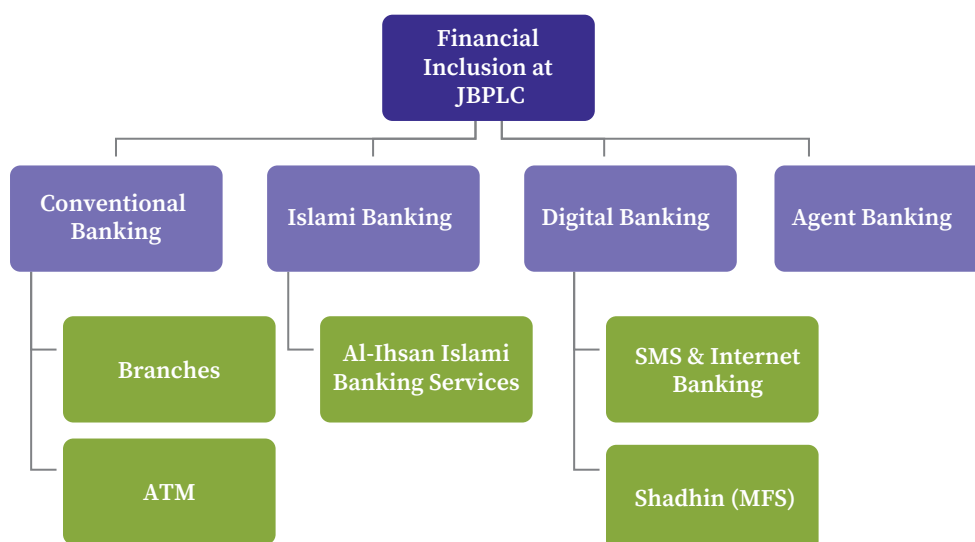 Financial
Inclusion at
JBPLC
Conventional
Banking
Islami Banking
Digital Banking
Agent Banking
Branches
Al-Ihsan Islami
Banking Services
SMS & Internet
Banking
ATM
Shadhin (MFS)